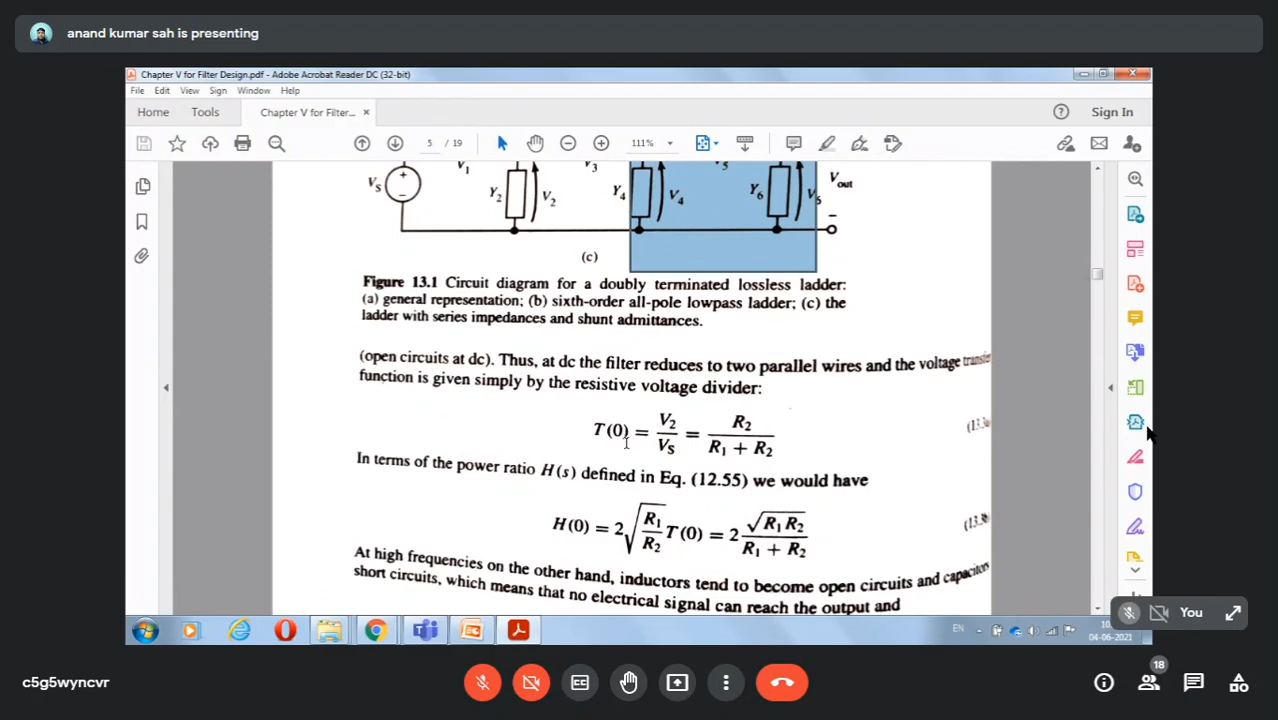 anand kumar sah is presenting
Chapter V for Filter Design.pdf - Adobe Acrobat Reader DC (32-bit)
File Edit View Sign Window Help
Home Tools Chapter V for Filter... × Sign In
5 / 19 111%
V1 V3 V5
VS + − Y2 V2 Y4 V4 Y6 V5 Vout −
(c)
Figure 13.1 Circuit diagram for a doubly terminated lossless ladder:
(a) general representation; (b) sixth-order all-pole lowpass ladder; (c) the
ladder with series impedances and shunt admittances.
(open circuits at dc). Thus, at dc the filter reduces to two parallel wires and the voltage transfer
function is given simply by the resistive voltage divider:
T(0) = V2/VS = R2/(R1 + R2)
In terms of the power ratio H(s) defined in Eq. (12.55) we would have
H(0) = 2√(R1/R2) T(0) = 2 √(R1 R2)/(R1 + R2)
At high frequencies on the other hand, inductors tend to become open circuits and capacitors
short circuits, which means that no electrical signal can reach the output and
You
EN
04-06-2021
c5g5wyncvr
CC
18